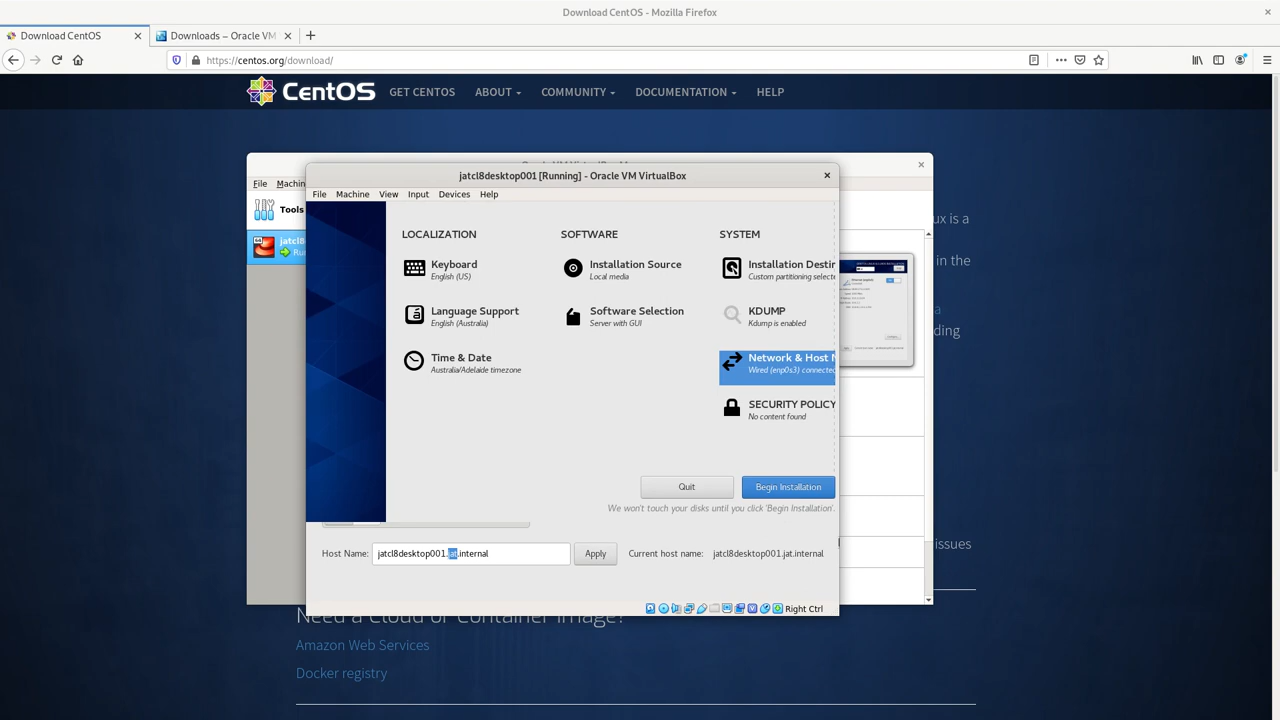 Download CentOS - Mozilla Firefox
Download CentOS
Downloads – Oracle VM
https://centos.org/download/
CentOS
GET CENTOS
ABOUT
COMMUNITY
DOCUMENTATION
HELP
File
Machin
Tools
jatcl8
Ru
jatcl8desktop001 [Running] - Oracle VM VirtualBox
File
Machine
View
Input
Devices
Help
LOCALIZATION
SOFTWARE
SYSTEM
Keyboard
English (US)
Installation Source
Local media
Installation Destin
Custom partitioning selecte
Language Support
English (Australia)
Software Selection
Server with GUI
KDUMP
Kdump is enabled
Time & Date
Australia/Adelaide timezone
Network & Host N
Wired (enp0s3) connected
SECURITY POLICY
No content found
Quit
Begin Installation
We won't touch your disks until you click 'Begin Installation'.
Host Name:
jatcl8desktop001.jat.internal
Apply
Current host name:
jatcl8desktop001.jat.internal
Right Ctrl
ux is a
in the
a
ding
issues
Need a Cloud or Container Image?
Amazon Web Services
Docker registry